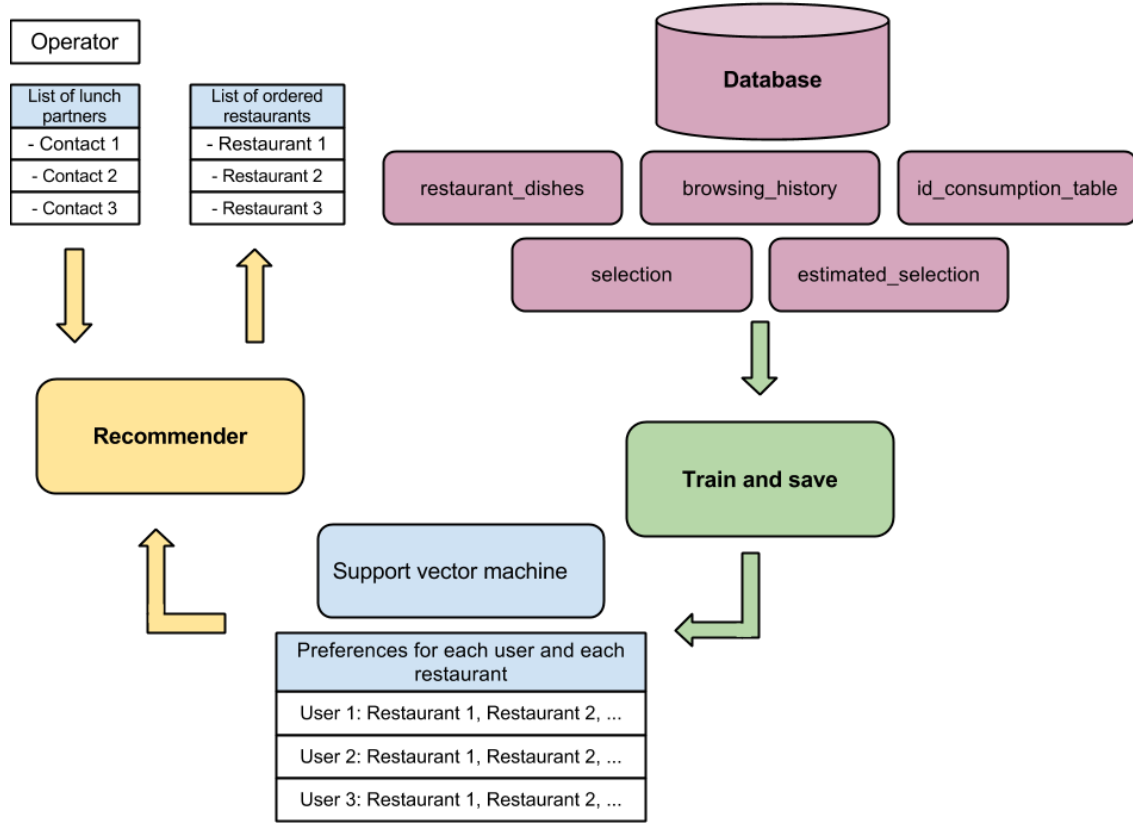 Operator
List of lunch
partners
- Contact 1
- Contact 2
- Contact 3
List of ordered
restaurants
- Restaurant 1
- Restaurant 2
- Restaurant 3
Database
restaurant_dishes
browsing_history
id_consumption_table
selection
estimated_selection
Recommender
Train and save
Support vector machine
Preferences for each user and each
restaurant
User 1: Restaurant 1, Restaurant 2, ...
User 2: Restaurant 1, Restaurant 2, ...
User 3: Restaurant 1, Restaurant 2, ...